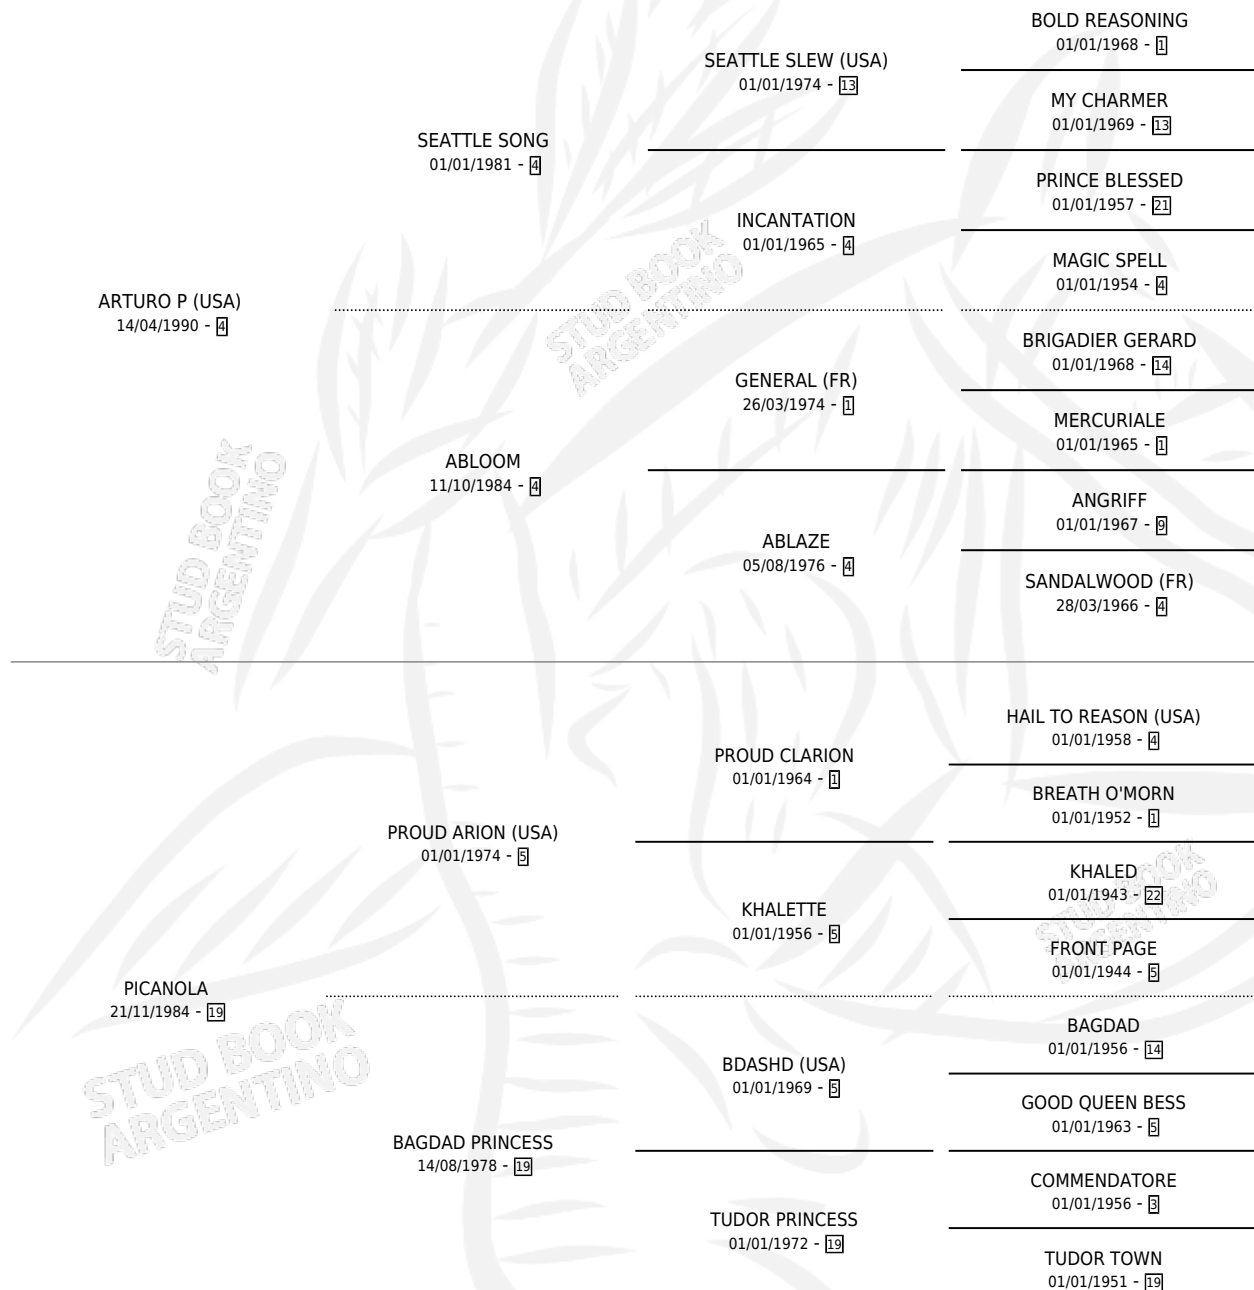 BOLD REASONING
01/01/1968 - 1
SEATTLE SLEW (USA)
01/01/1974 - 13
MY CHARMER
01/01/1969 - 13
SEATTLE SONG
01/01/1981 - 4
PRINCE BLESSED
01/01/1957 - 21
INCANTATION
01/01/1965 - 4
MAGIC SPELL
01/01/1954 - 4
ARTURO P (USA)
14/04/1990 - 4
BRIGADIER GERARD
01/01/1968 - 14
GENERAL (FR)
26/03/1974 - 1
MERCURIALE
01/01/1965 - 1
ABLOOM
11/10/1984 - 4
ANGRIFF
01/01/1967 - 9
ABLAZE
05/08/1976 - 4
SANDALWOOD (FR)
28/03/1966 - 4
HAIL TO REASON (USA)
01/01/1958 - 4
PROUD CLARION
01/01/1964 - 1
BREATH O'MORN
01/01/1952 - 1
PROUD ARION (USA)
01/01/1974 - 5
KHALED
01/01/1943 - 22
KHALETTE
01/01/1956 - 5
FRONT PAGE
01/01/1944 - 5
PICANOLA
21/11/1984 - 19
BAGDAD
01/01/1956 - 14
BDASHD (USA)
01/01/1969 - 5
GOOD QUEEN BESS
01/01/1963 - 5
BAGDAD PRINCESS
14/08/1978 - 19
COMMENDATORE
01/01/1956 - 3
TUDOR PRINCESS
01/01/1972 - 19
TUDOR TOWN
01/01/1951 - 19
STUD BOOK
ARGENTINO
STUD BOOK
ARGENTINO
STUD BOOK
ARGENTINO
STUD BOOK
ARGENTINO